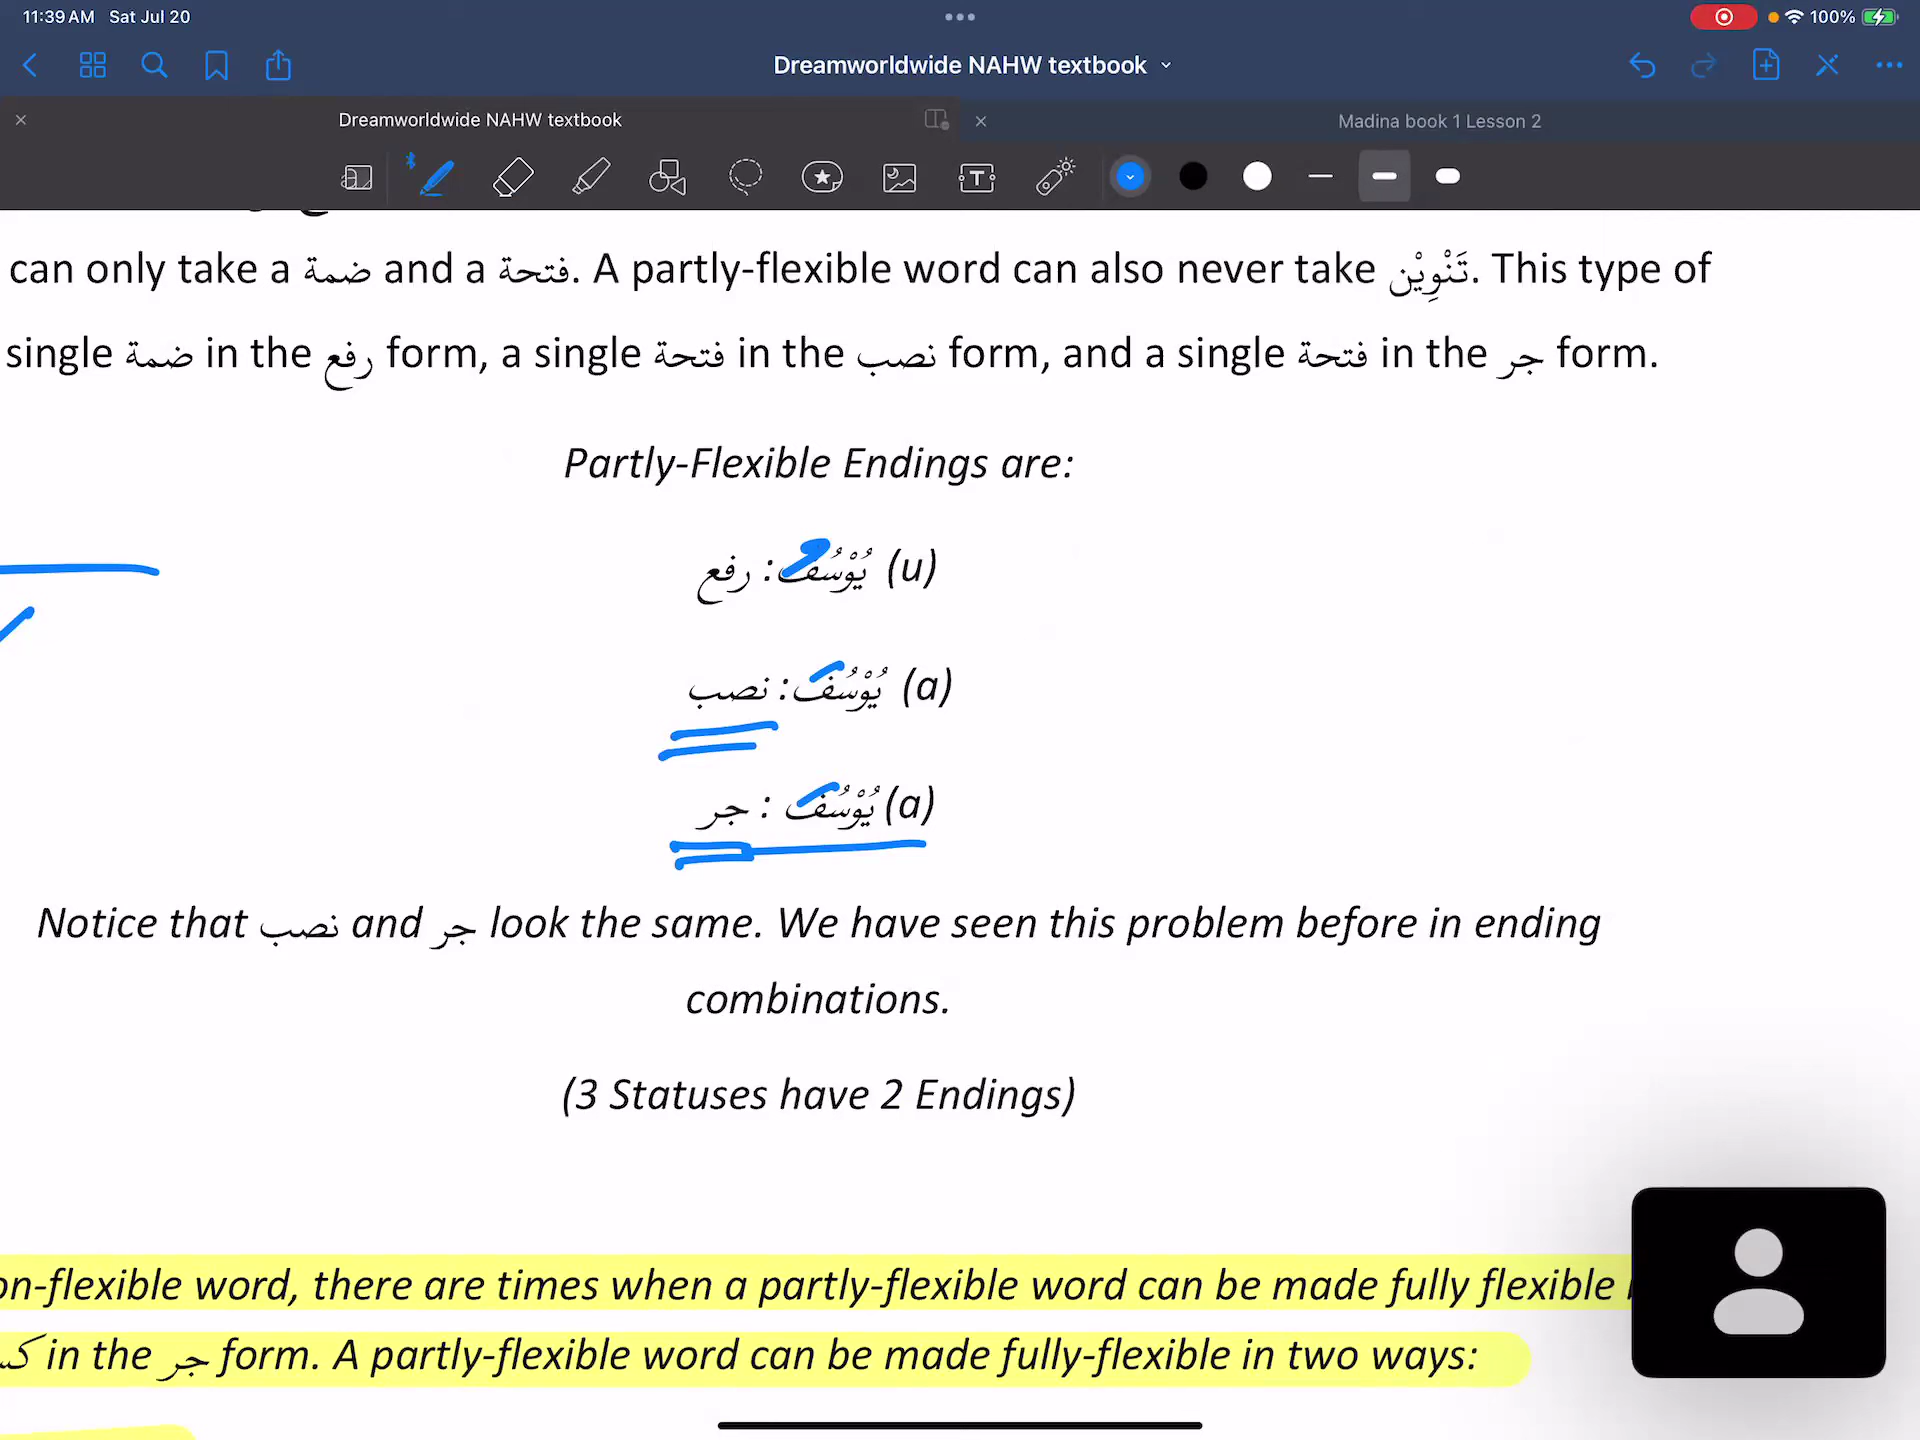 11:39 AM Sat Jul 20
100%
Dreamworldwide NAHW textbook
Dreamworldwide NAHW textbook
Madina book 1 Lesson 2
can only take a ضمة and a فتحة. A partly-flexible word can also never take تَنْوِيْن. This type of
single ضمة in the رفع form, a single فتحة in the نصب form, and a single فتحة in the جر form.
Partly-Flexible Endings are:
رفع :يُوْسُفُ (u)
نصب :يُوْسُفَ (a)
جر : يُوْسُفَ (a)
Notice that نصب and جر look the same. We have seen this problem before in ending
combinations.
(3 Statuses have 2 Endings)
on-flexible word, there are times when a partly-flexible word can be made fully flexible
in the جر form. A partly-flexible word can be made fully-flexible in two ways: